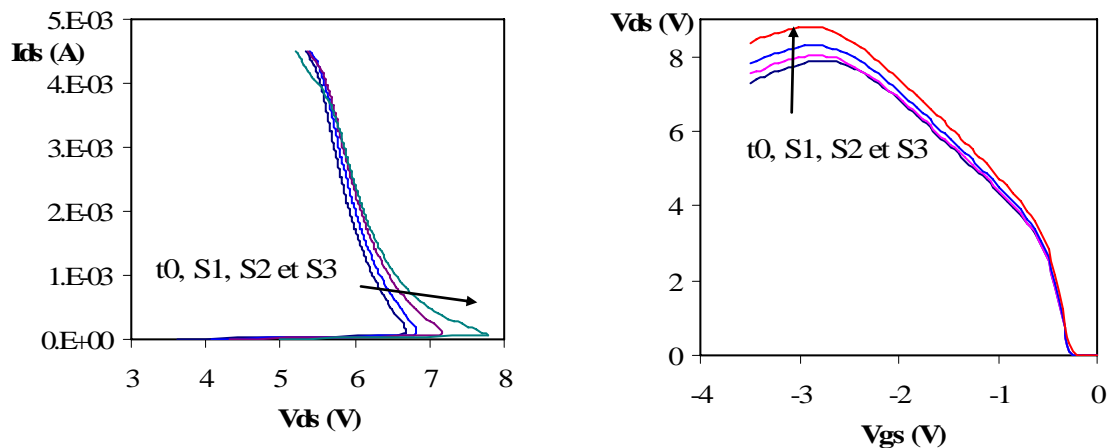 5.E-03
Ids (A)
4.E-03
3.E-03
2.E-03
1.E-03
0.E+00
t0, S1, S2 et S3
3 4 5 6 7 8
Vds (V)
Vds (V)
8
6
4
2
0
t0, S1, S2 et S3
-4 -3 -2 -1 0
Vgs (V)